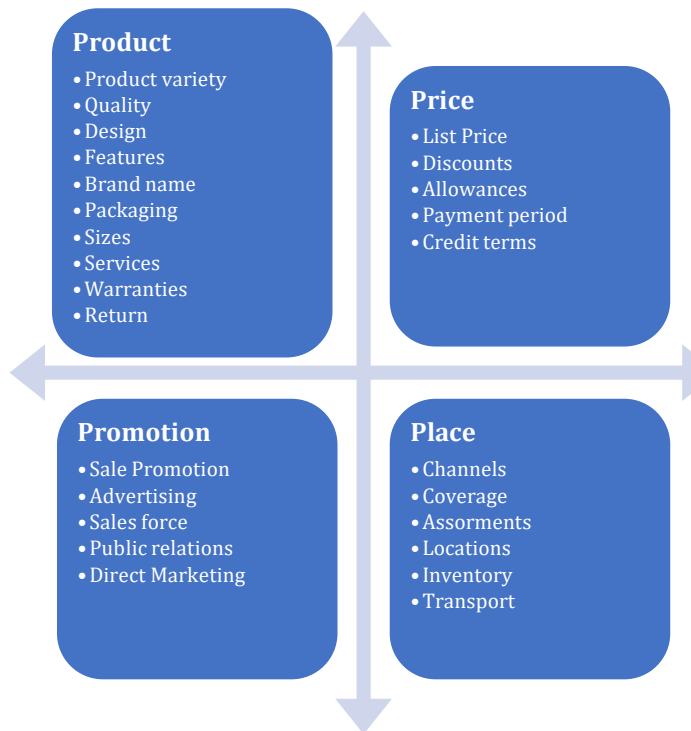 Product
• Product variety
• Quality
• Design
• Features
• Brand name
• Packaging
• Sizes
• Services
• Warranties
• Return
Price
• List Price
• Discounts
• Allowances
• Payment period
• Credit terms
Promotion
• Sale Promotion
• Advertising
• Sales force
• Public relations
• Direct Marketing
Place
• Channels
• Coverage
• Assorments
• Locations
• Inventory
• Transport